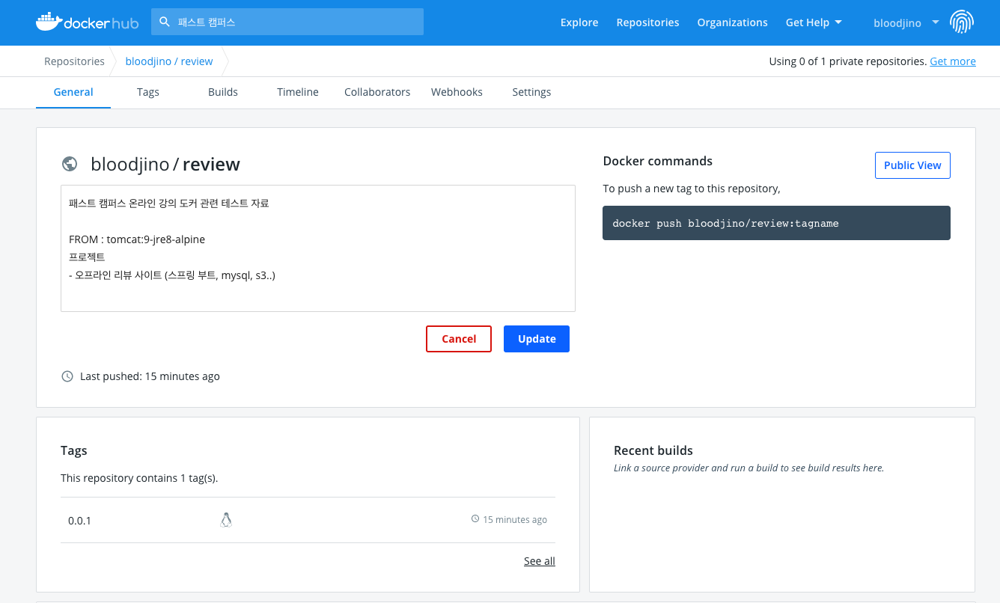 dockerhub
패스트 캠퍼스
Explore
Repositories
Organizations
Get Help
bloodjino
Repositories
bloodjino / review
Using 0 of 1 private repositories. Get more
General
Tags
Builds
Timeline
Collaborators
Webhooks
Settings
bloodjino / review
패스트 캠퍼스 온라인 강의 도커 관련 테스트 자료
FROM : tomcat:9-jre8-alpine
프로젝트
- 오프라인 리뷰 사이트 (스프링 부트, mysql, s3..)
Cancel
Update
Last pushed: 15 minutes ago
Docker commands
Public View
To push a new tag to this repository,
docker push bloodjino/review:tagname
Tags
This repository contains 1 tag(s).
0.0.1
15 minutes ago
See all
Recent builds
Link a source provider and run a build to see build results here.